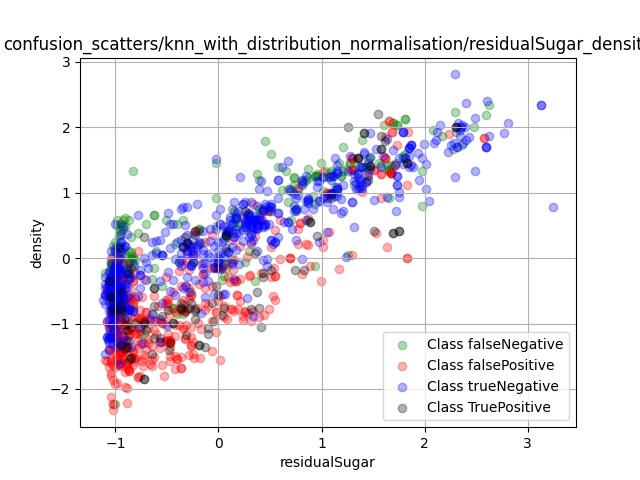 confusion_scatters/knn_with_distribution_normalisation/residualSugar_densit
3
2
1
0
−1
−2
density
−1 0 1 2 3
residualSugar
Class falseNegative
Class falsePositive
Class trueNegative
Class TruePositive